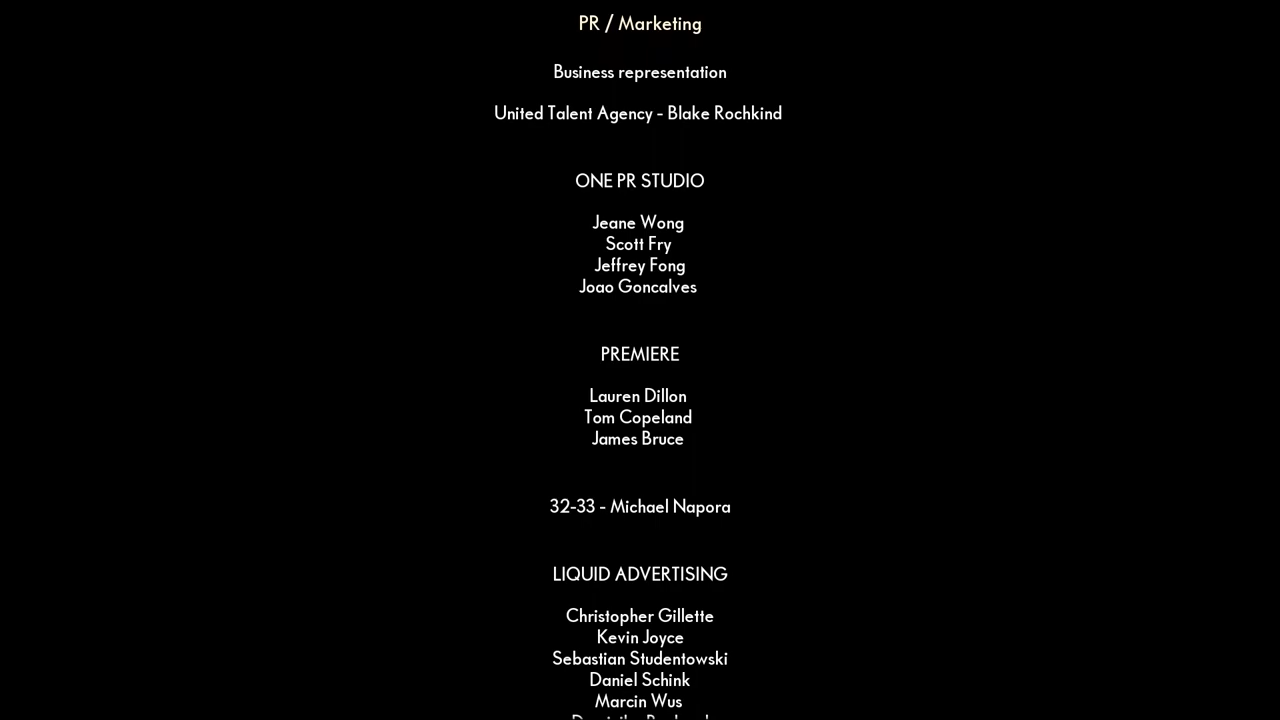 PR / Marketing
Business representation
United Talent Agency - Blake Rochkind
ONE PR STUDIO
Jeane Wong
Scott Fry
Jeffrey Fong
Joao Goncalves
PREMIERE
Lauren Dillon
Tom Copeland
James Bruce
32-33 - Michael Napora
LIQUID ADVERTISING
Christopher Gillette
Kevin Joyce
Sebastian Studentowski
Daniel Schink
Marcin Wus